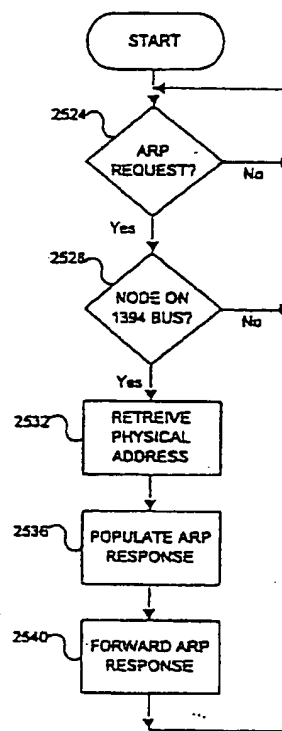 START
2524
ARP
REQUEST?
No
Yes
2528
NODE ON
1394 BUS?
No
Yes
2532
RETREIVE
PHYSICAL
ADDRESS
2536
POPULATE ARP
RESPONSE
2540
FORWARD ARP
RESPONSE